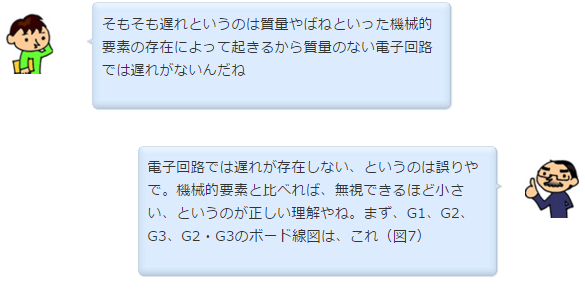 そもそも遅れというのは質量やばねといった機械的
要素の存在によって起きるから質量のない電子回路
では遅れがないんだね
電子回路では遅れが存在しない、というのは誤りや
で。機械的要素と比べれば、無視できるほど小さ
い、というのが正しい理解やね。まず、G1、G2、
G3、G2・G3のボード線図は、これ（図7）